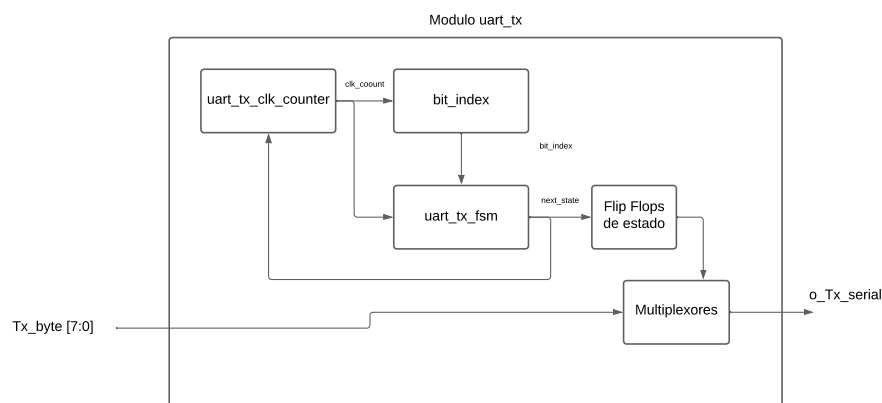 Modulo uart_tx
uart_tx_clk_counter
clk_coount
bit_index
bit_index
uart_tx_fsm
next_state
Flip Flops
de estado
Multiplexores
o_Tx_serial
Tx_byte [7:0]